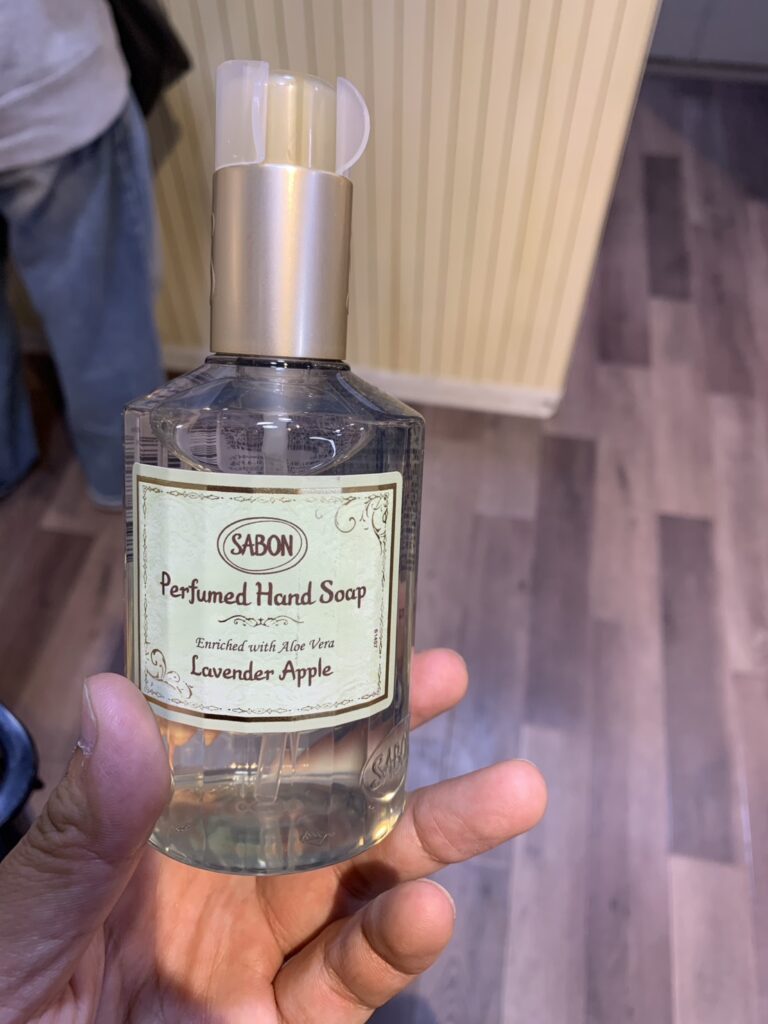 SABON
Perfumed Hand Soap
Enriched with Aloe Vera
Lavender Apple